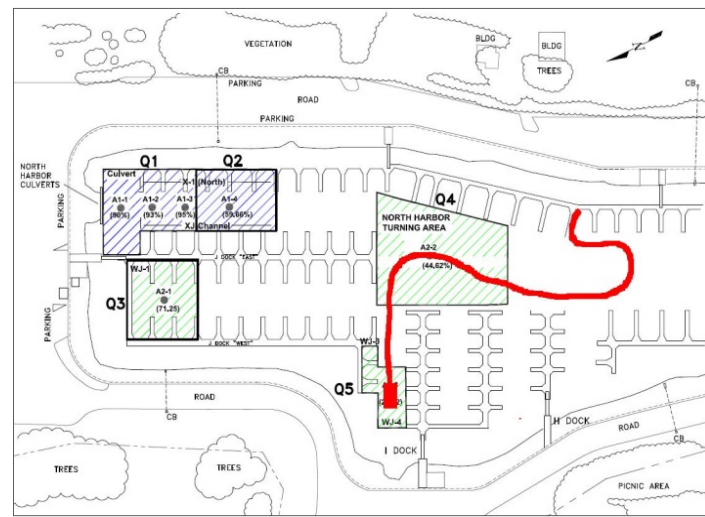 VEGETATION
BLDG
BLDG
TREES
CB
PARKING
ROAD
PARKING
CB
N
NORTH
HARBOR
CULVERTS
Q1
Q2
Culvert
X-1 (North)
A1-1
(90%)
A1-2
(93%)
A1-3
(95%)
A1-4
(59,66%)
XJ Channel
PARKING
Q4
NORTH HARBOR
TURNING AREA
A2-2
(44,62%)
J DOCK "EAST"
WJ-1
Q3
A2-1
(71,25)
PARKING
J DOCK "WEST"
WJ-3
Q5
WJ-4
ROAD
CB
I DOCK
H DOCK
ROAD
CB
TREES
TREES
PICNIC AREA